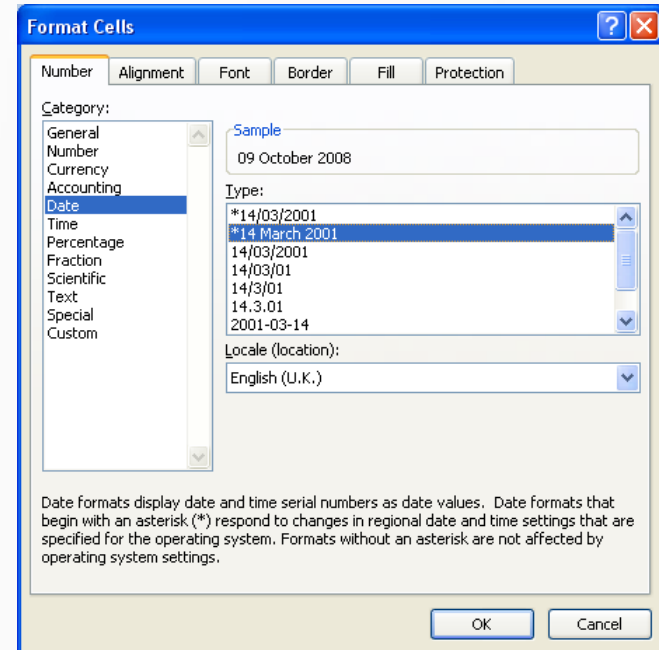 Format Cells
Number Alignment Font Border Fill Protection
Category:
General
Number
Currency
Accounting
Date
Time
Percentage
Fraction
Scientific
Text
Special
Custom
Sample
09 October 2008
Type:
*14/03/2001
*14 March 2001
14/03/2001
14/03/01
14/3/01
14.3.01
2001-03-14
Locale (location):
English (U.K.)
Date formats display date and time serial numbers as date values. Date formats that
begin with an asterisk (*) respond to changes in regional date and time settings that are
specified for the operating system. Formats without an asterisk are not affected by
operating system settings.
OK Cancel